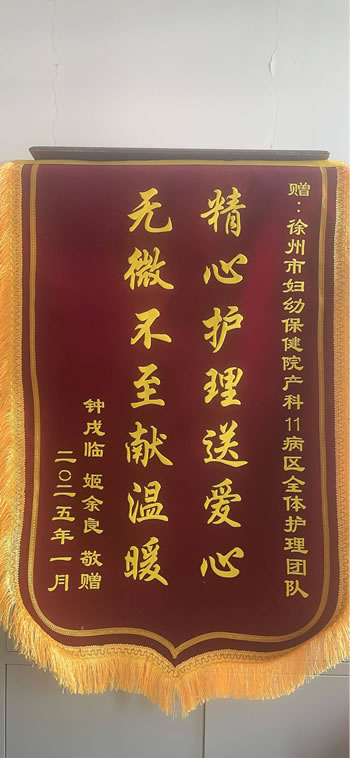 赠：徐州市妇幼保健院产科11病区全体护理团队
精心护理送爱心
无微不至献温暖
钟戌临 姬余良 敬赠
二〇二五年一月